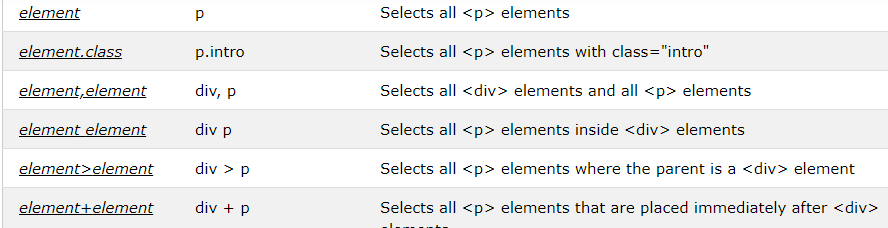 element p Selects all <p> elements
element.class p.intro Selects all <p> elements with class="intro"
element,element div, p Selects all <div> elements and all <p> elements
element element div p Selects all <p> elements inside <div> elements
element>element div > p Selects all <p> elements where the parent is a <div> element
element+element div + p Selects all <p> elements that are placed immediately after <div>
elements